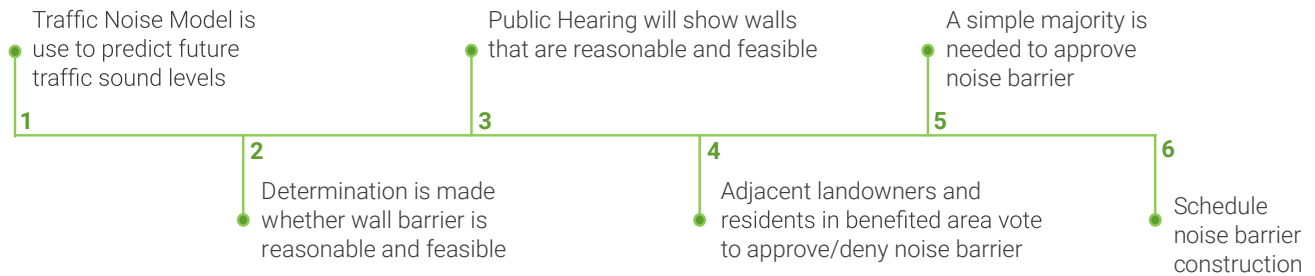 Traffic Noise Model is
use to predict future
traffic sound levels
1
2
Determination is made
whether wall barrier is
reasonable and feasible
Public Hearing will show walls
that are reasonable and feasible
3
4
Adjacent landowners and
residents in benefited area vote
to approve/deny noise barrier
A simple majority is
needed to approve
noise barrier
5
6
Schedule
noise barrier
construction